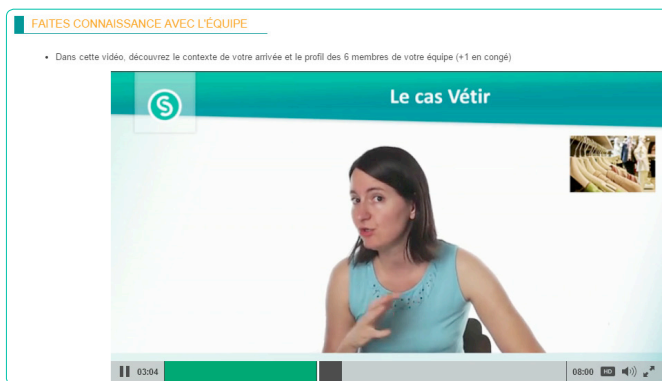 FAITES CONNAISSANCE AVEC L'ÉQUIPE
Dans cette vidéo, découvrez le contexte de votre arrivée et le profil des 6 membres de votre équipe (+1 en congé)
S
Le cas Vétir
03:04
08:00 HD